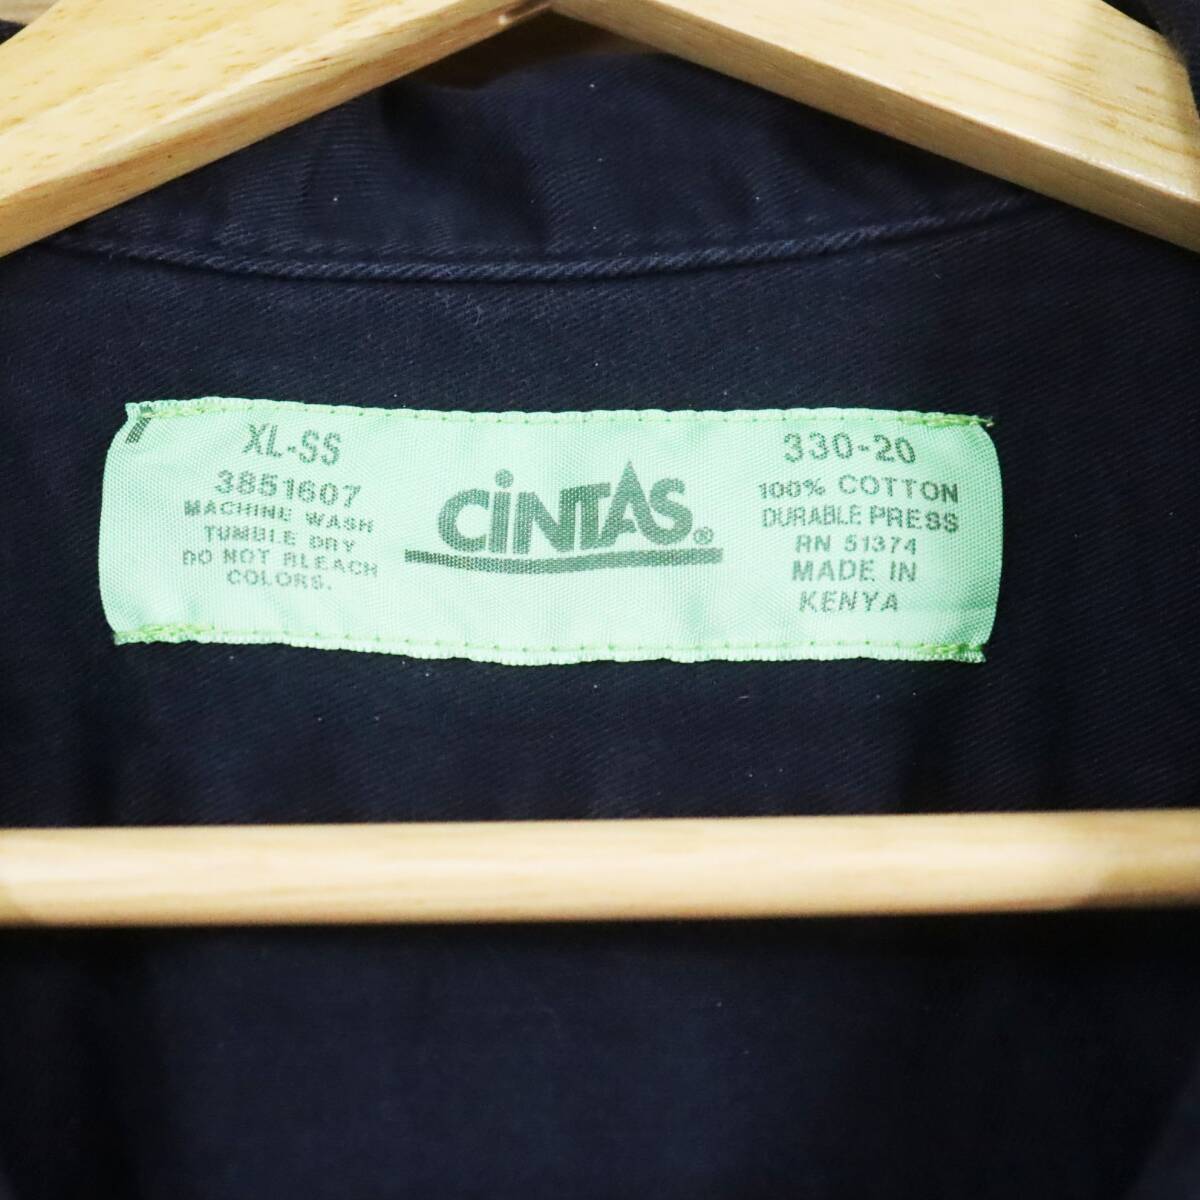 XL-SS
3851607
MACHINE WASH
TUMBLE DRY
DO NOT BLEACH
COLORS.
CiNTAS®
330-20
100% COTTON
DURABLE PRESS
RN 51374
MADE IN
KENYA